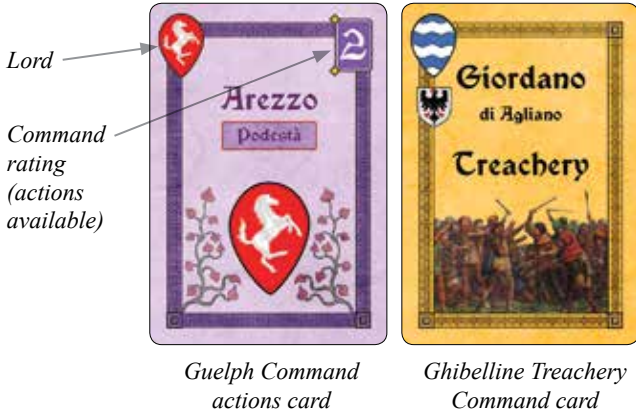 Lord
Command
rating
(actions
available)
2
Arezzo
Podestà
Giordano
di Agliano
Treachery
Guelph Command
actions card
Ghibelline Treachery
Command card